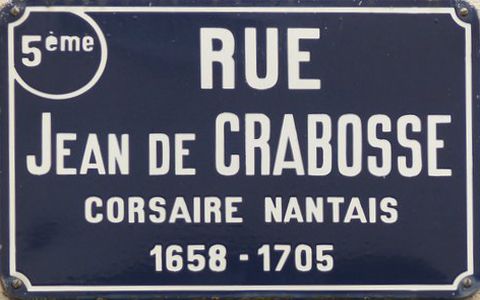 5ème
RUE
JEAN DE CRABOSSE
CORSAIRE NANTAIS
1658 - 1705